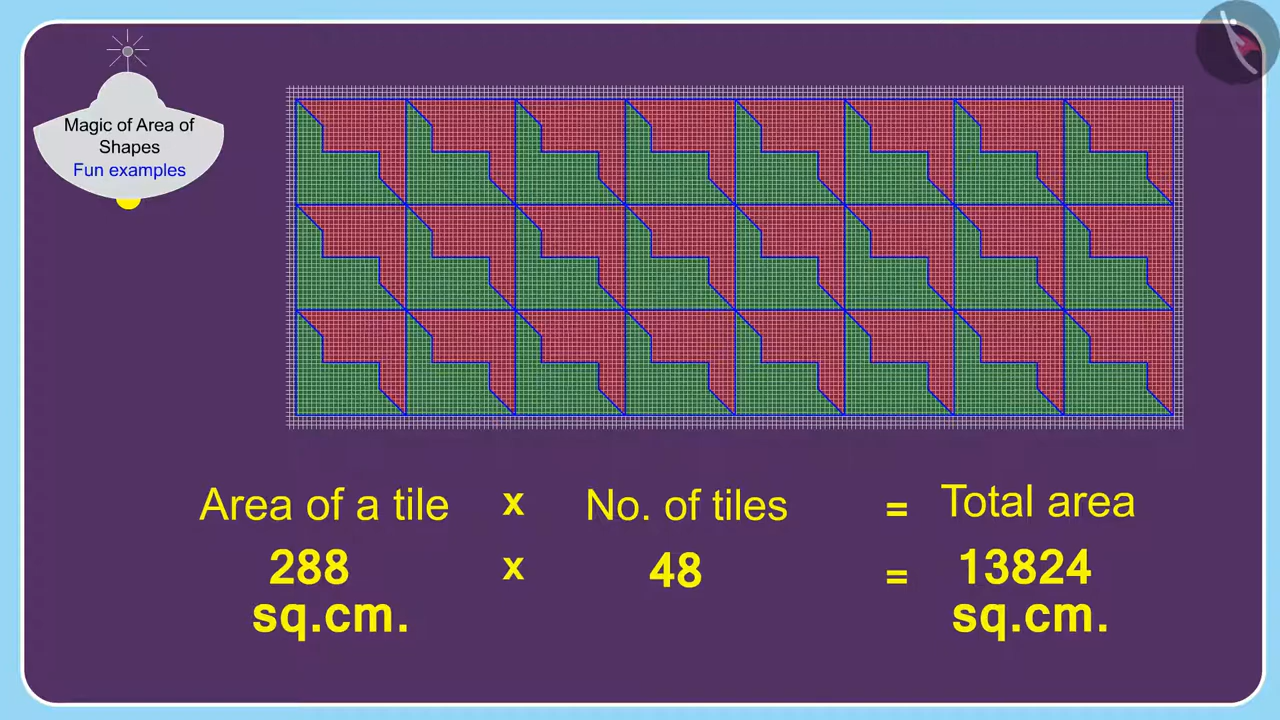 Magic of Area of
Shapes
Fun examples
Area of a tile x No. of tiles = Total area
288 x 48 = 13824
sq.cm. sq.cm.